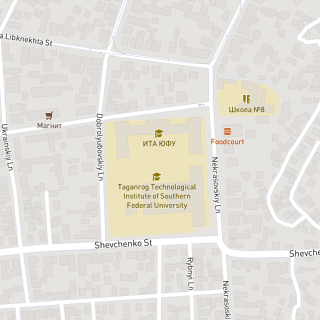 a Libknekhta St
Школа №8
Магнит
Dobrolyubovskiy Ln
Ukrainskiy Ln
ИТА ЮФУ
Foodcourt
Taganrog Technological
Institute of Southern
Federal University
Nekrasovskiy Ln
Shevchenko St
Shevche
Rybnyi Ln
Nekrasovski